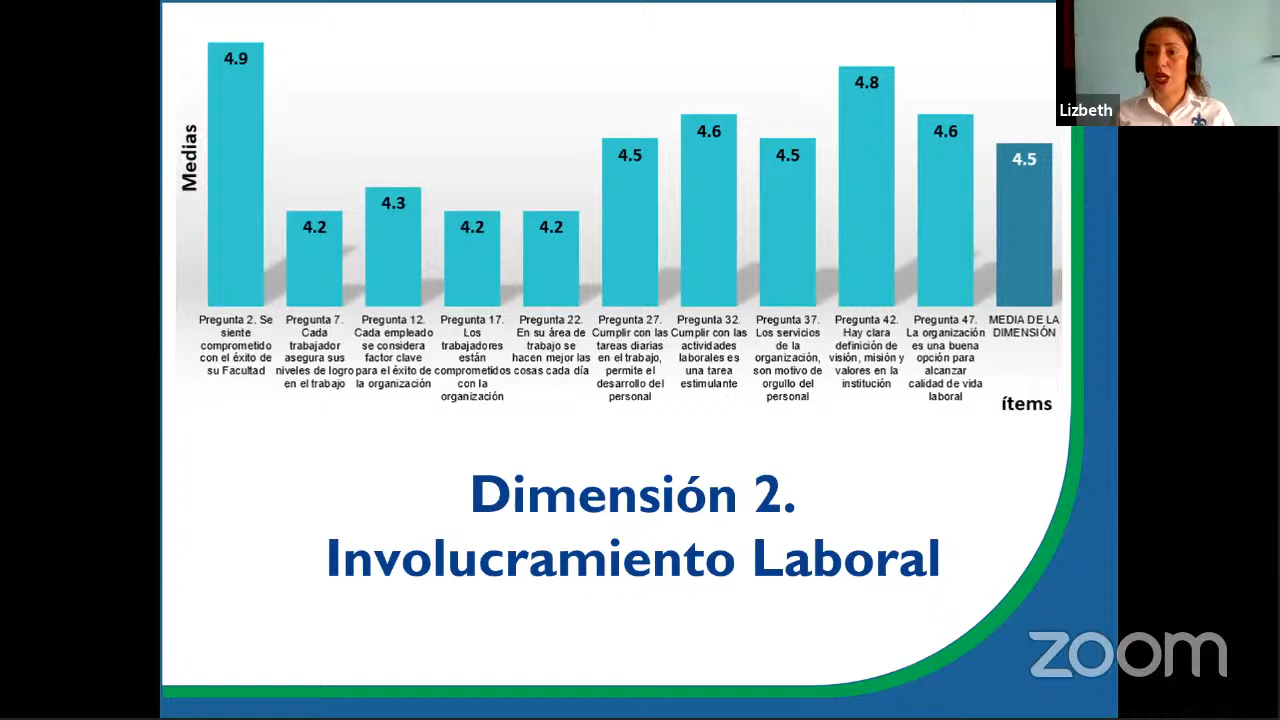 4.9
4.2
4.3
4.2
4.2
4.5
4.6
4.5
4.8
4.6
4.5
Medias
Pregunta 2. Se
siente
comprometido
con el éxito de
su Facultad
Pregunta 7.
Cada
trabajador
asegura sus
niveles de logro
en el trabajo
Pregunta 12.
Cada empleado
se considera
factor clave
para el éxito de
la organización
Pregunta 17.
Los
trabajadores
están
comprometidos
con la
organización
Pregunta 22.
En su área de
trabajo se
hacen mejor las
cosas cada día
Pregunta 27.
Cumplir con las
tareas diarias
en el trabajo,
permite el
desarrollo del
personal
Pregunta 32.
Cumplir con las
actividades
laborales es
una tarea
estimulante
Pregunta 37.
Los servicios
de la
organización,
son motivo de
orgullo del
personal
Pregunta 42.
Hay clara
definición de
visión, misión y
valores en la
institución
Pregunta 47.
La organización
es una buena
opción para
alcanzar
calidad de vida
laboral
MEDIA DE LA
DIMENSIÓN
ítems
Dimensión 2.
Involucramiento Laboral
Lizbeth
zoom